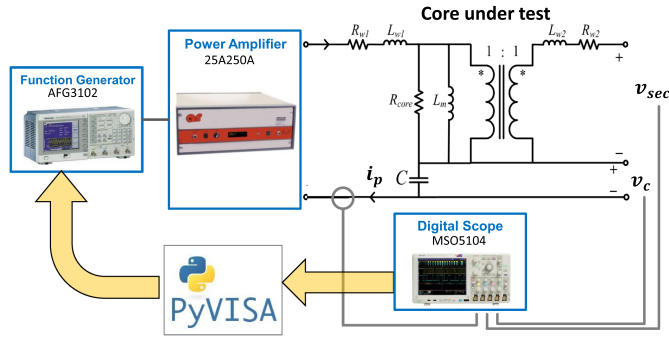 Core under test
Power Amplifier
25A250A
Function Generator
AFG3102
R_w1
L_w1
1 : 1
L_w2
R_w2
+
*
*
R_core
L_m
v_sec
−
+
i_p
C
v_c
−
Digital Scope
MSO5104
PyVISA